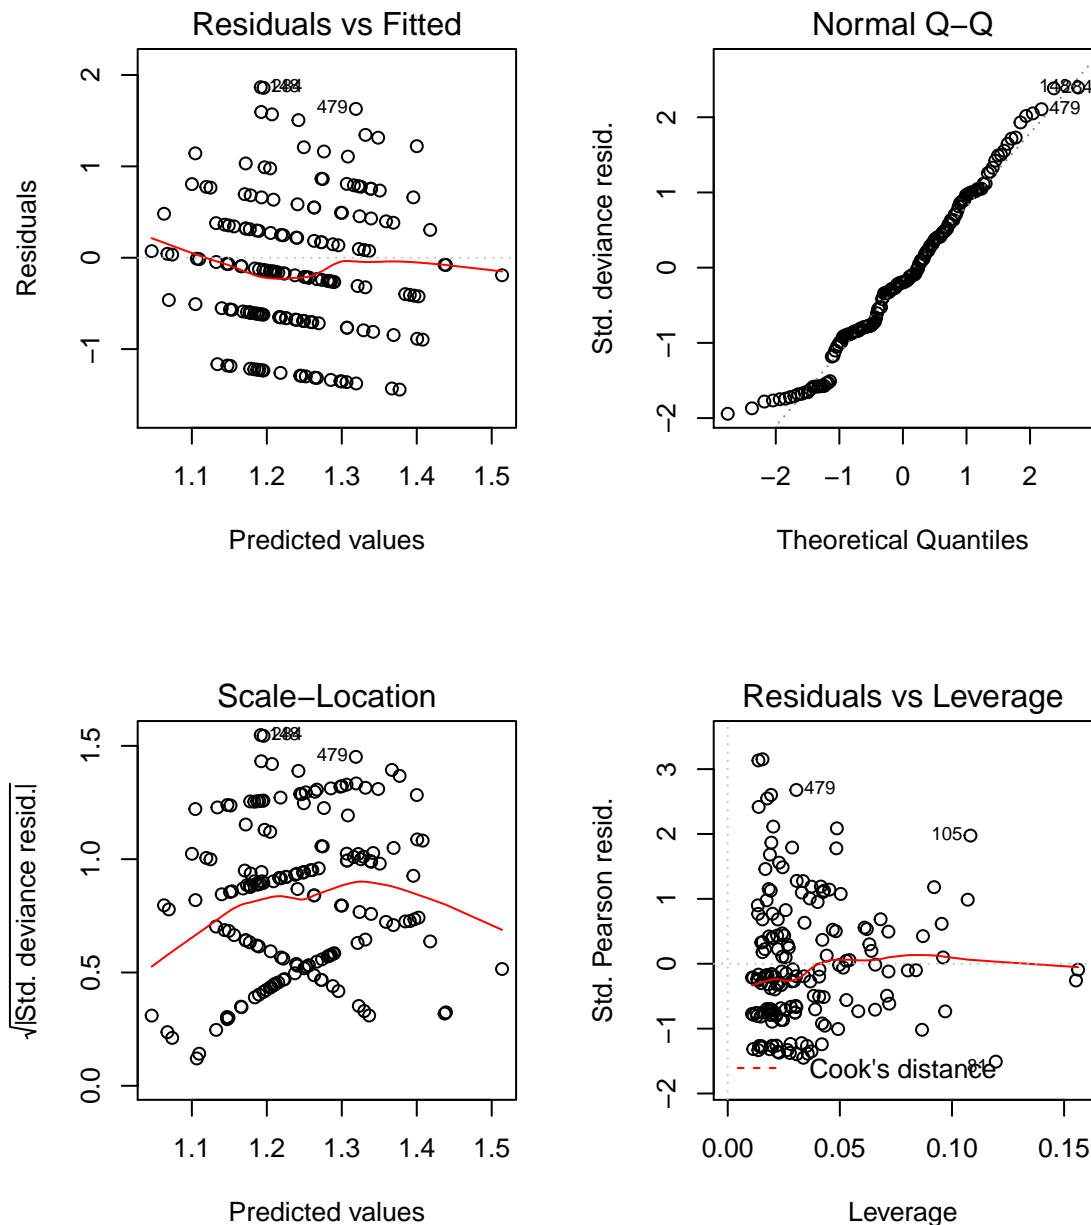 Residuals vs Fitted
Residuals
2
1
0
−1
479
1.1 1.2 1.3 1.4 1.5
Predicted values
Normal Q−Q
Std. deviance resid.
2
1
0
−1
−2
479
−2 −1 0 1 2
Theoretical Quantiles
Scale−Location
√|Std. deviance resid.|
1.5
1.0
0.5
0.0
479
1.1 1.2 1.3 1.4 1.5
Predicted values
Residuals vs Leverage
Std. Pearson resid.
3
2
1
0
−1
−2
479
105
81
Cook's distance
0.00 0.05 0.10 0.15
Leverage